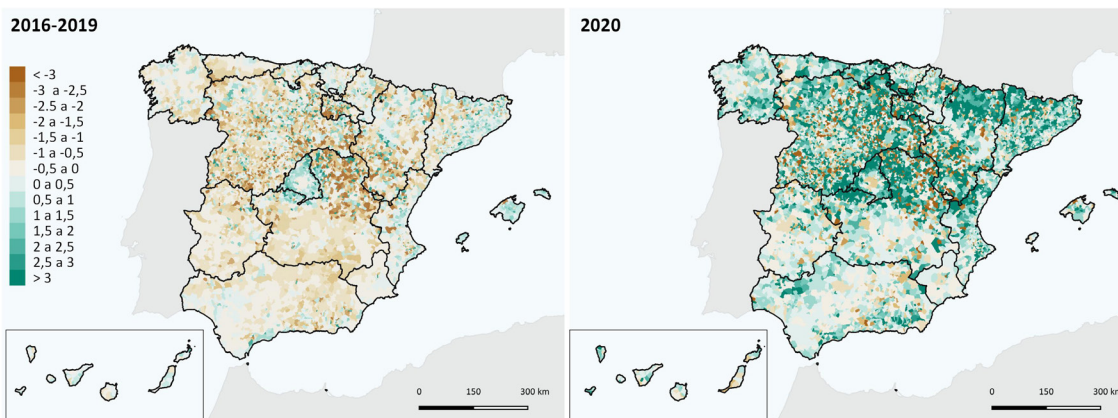 2016-2019
< -3
-3 a -2,5
-2.5 a -2
-2 a -1,5
-1,5 a -1
-1 a -0,5
-0,5 a 0
0 a 0,5
0,5 a 1
1 a 1,5
1,5 a 2
2 a 2,5
2,5 a 3
> 3
0 150 300 km
2020
0 150 300 km